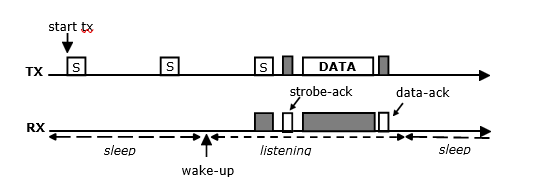 start tx
S
S
S
DATA
TX
strobe-ack
data-ack
RX
sleep
listening
sleep
wake-up